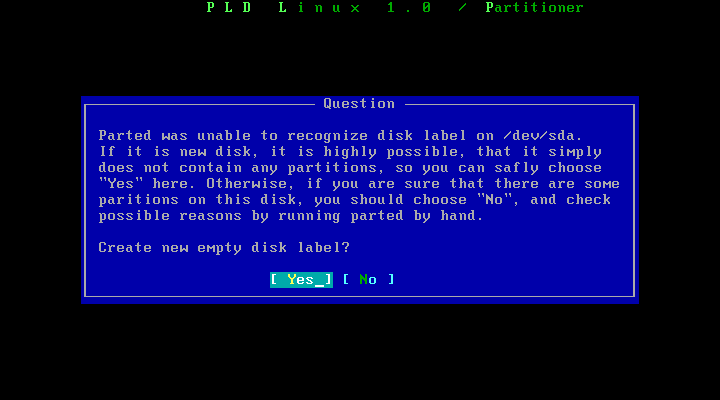 PLD Linux 1.0 / Partitioner
Question
Parted was unable to recognize disk label on /dev/sda.
If it is new disk, it is highly possible, that it simply
does not contain any partitions, so you can safly choose
"Yes" here. Otherwise, if you are sure that there are some
paritions on this disk, you should choose "No", and check
possible reasons by running parted by hand.
Create new empty disk label?
[ Yes_] [ No ]